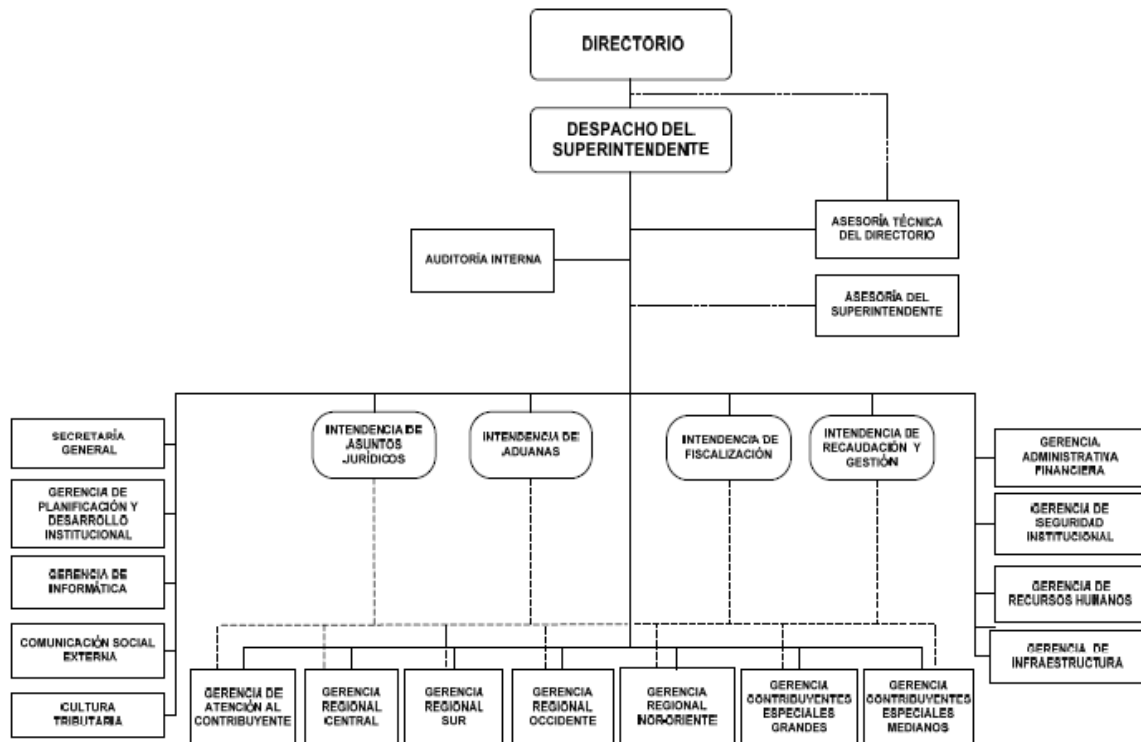 DIRECTORIO
DESPACHO DEL
SUPERINTENDENTE
ASESORÍA TÉCNICA
DEL DIRECTORIO
AUDITORÍA INTERNA
ASESORÍA DEL
SUPERINTENDENTE
SECRETARÍA
GENERAL
GERENCIA DE
PLANIFICACIÓN Y
DESARROLLO
INSTITUCIONAL
GERENCIA DE
INFORMÁTICA
COMUNICACIÓN SOCIAL
EXTERNA
CULTURA
TRIBUTARIA
INTENDENCIA DE
ASUNTOS
JURÍDICOS
INTENDENCIA DE
ADUANAS
INTENDENCIA DE
FISCALIZACIÓN
INTENDENCIA DE
RECAUDACIÓN Y
GESTIÓN
GERENCIA
ADMINISTRATIVA
FINANCIERA
GERENCIA DE
SEGURIDAD
INSTITUCIONAL
GERENCIA DE
RECURSOS HUMANOS
GERENCIA DE
INFRAESTRUCTURA
GERENCIA DE
ATENCIÓN AL
CONTRIBUYENTE
GERENCIA
REGIONAL
CENTRAL
GERENCIA
REGIONAL
SUR
GERENCIA
REGIONAL
OCCIDENTE
GERENCIA
REGIONAL
NOR-ORIENTE
GERENCIA
CONTRIBUYENTES
ESPECIALES
GRANDES
GERENCIA
CONTRIBUYENTES
ESPECIALES
MEDIANOS